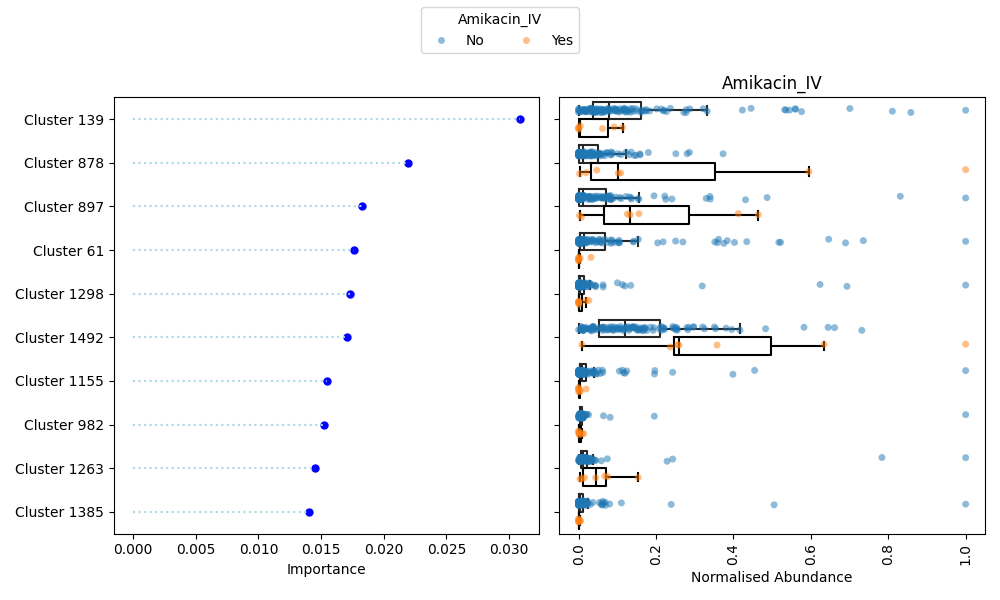 Amikacin_IV
No Yes
Amikacin_IV
Cluster 139
Cluster 878
Cluster 897
Cluster 61
Cluster 1298
Cluster 1492
Cluster 1155
Cluster 982
Cluster 1263
Cluster 1385
0.000 0.005 0.010 0.015 0.020 0.025 0.030
Importance
0.0 0.2 0.4 0.6 0.8 1.0
Normalised Abundance